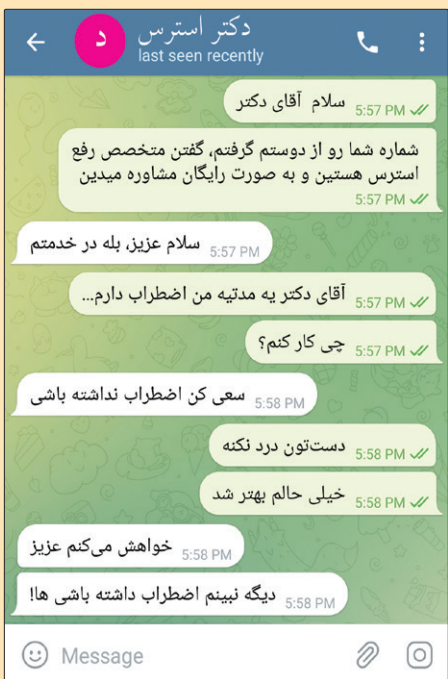 دکتر استرس
last seen recently
د
سلام آقای دکتر
5:57 PM
شماره شما رو از دوستم گرفتم، گفتن متخصص رفع
استرس هستین و به صورت رایگان مشاوره میدین
5:57 PM
سلام عزیز، بله در خدمتم
5:57 PM
آقای دکتر یه مدتیه من اضطراب دارم...
5:57 PM
چی کار کنم؟
5:57 PM
سعی کن اضطراب نداشته باشی
5:58 PM
دست‌تون درد نکنه
5:58 PM
خیلی حالم بهتر شد
5:58 PM
خواهش می‌کنم عزیز
5:58 PM
دیگه نبینم اضطراب داشته باشی ها!
5:58 PM
Message